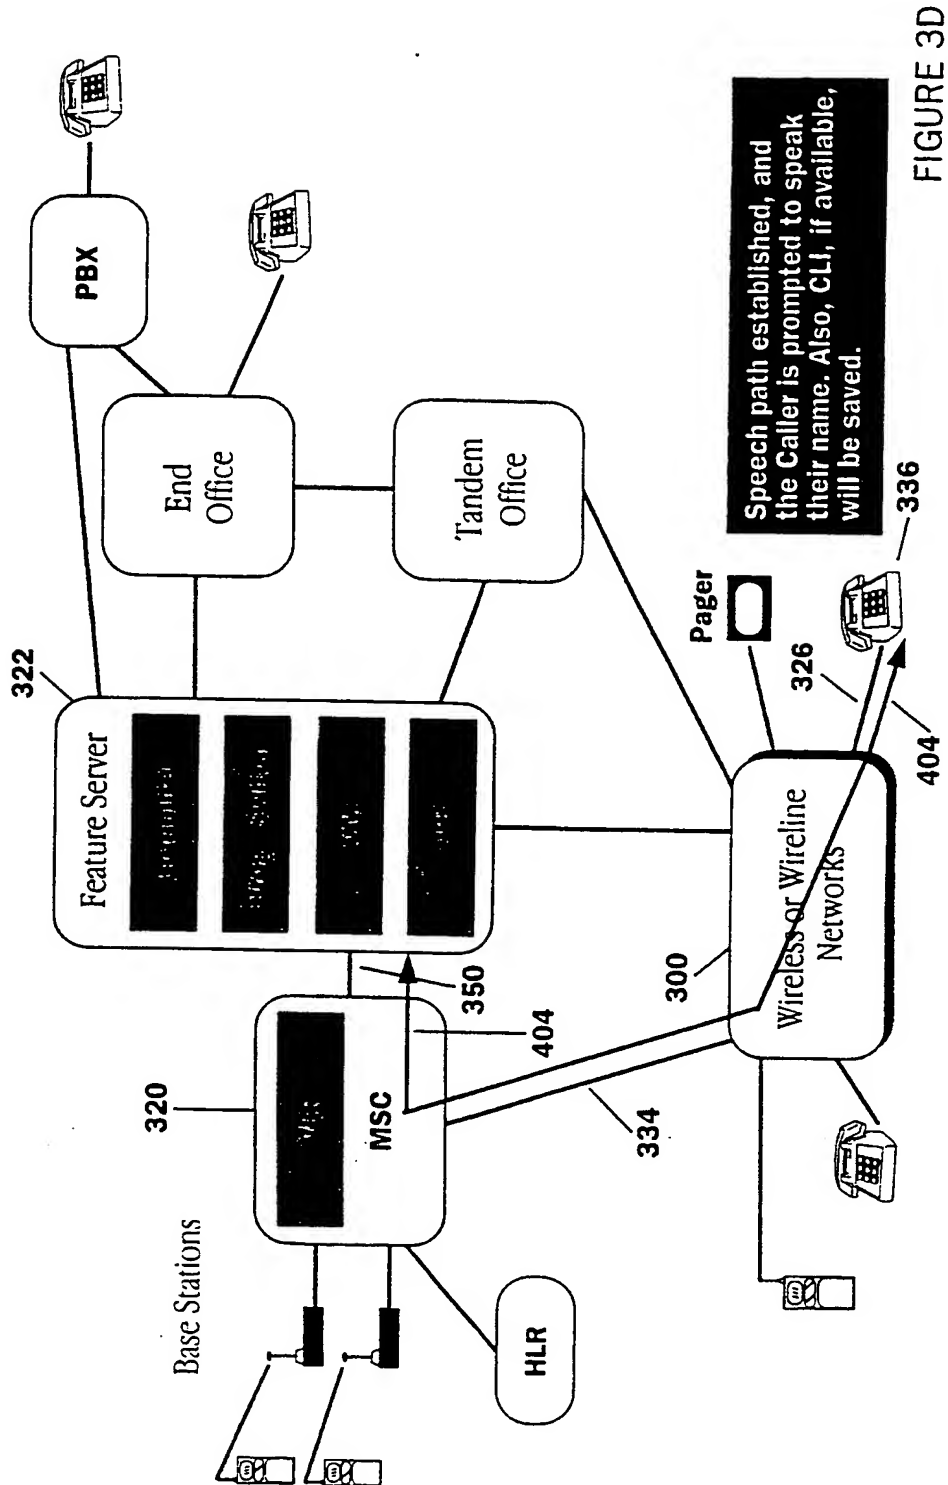 Base Stations
320
VLR
MSC
HLR
322
Feature Server
350
404
334
300
Wireless or Wireline
Networks
326
404
336
Pager
PBX
End
Office
Tandem
Office
Speech path established, and
the Caller is prompted to speak
their name. Also, CLI, if available,
will be saved.
FIGURE 3D